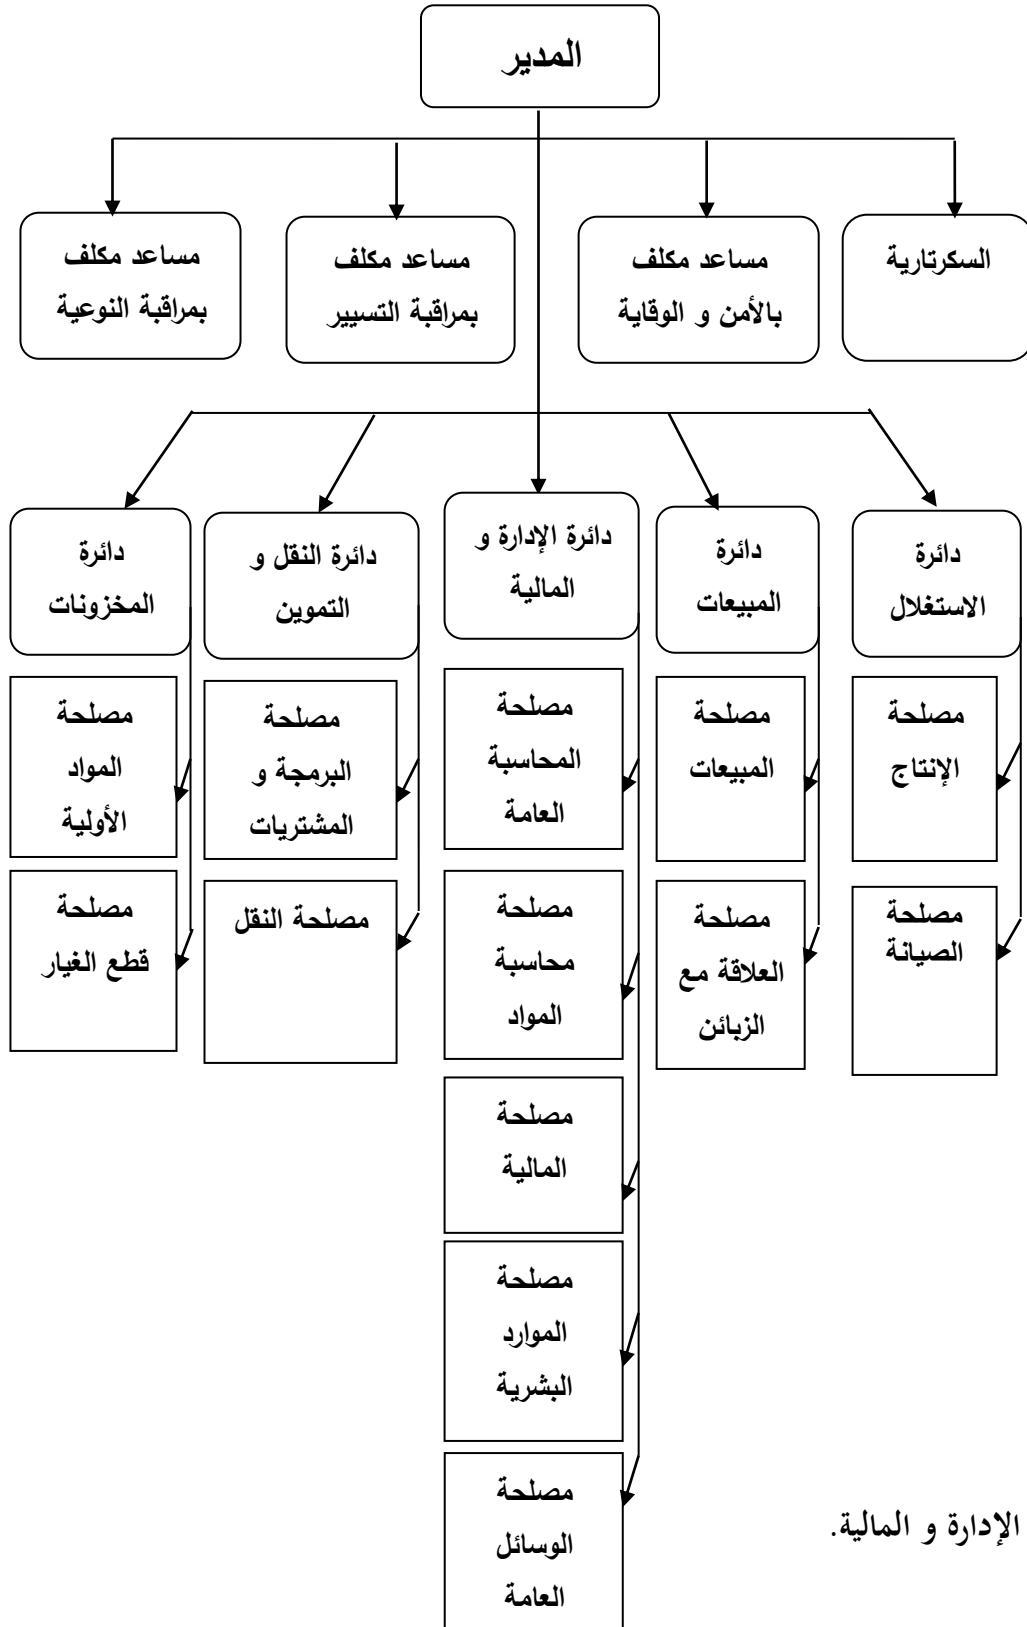 المدير
السكرتارية
مساعد مكلف
بالأمن و الوقاية
مساعد مكلف
بمراقبة التسيير
مساعد مكلف
بمراقبة النوعية
دائرة
الاستغلال
دائرة
المبيعات
دائرة الإدارة و
المالية
دائرة النقل و
التموين
دائرة
المخزونات
مصلحة
الإنتاج
مصلحة
المبيعات
مصلحة
المحاسبة
العامة
مصلحة
البرمجة و
المشتريات
مصلحة
المواد
الأولية
مصلحة
الصيانة
مصلحة
العلاقة مع
الزبائن
مصلحة
محاسبة
المواد
مصلحة النقل
مصلحة
قطع الغيار
مصلحة
المالية
مصلحة
الموارد
البشرية
مصلحة
الوسائل
العامة
الإدارة و المالية.